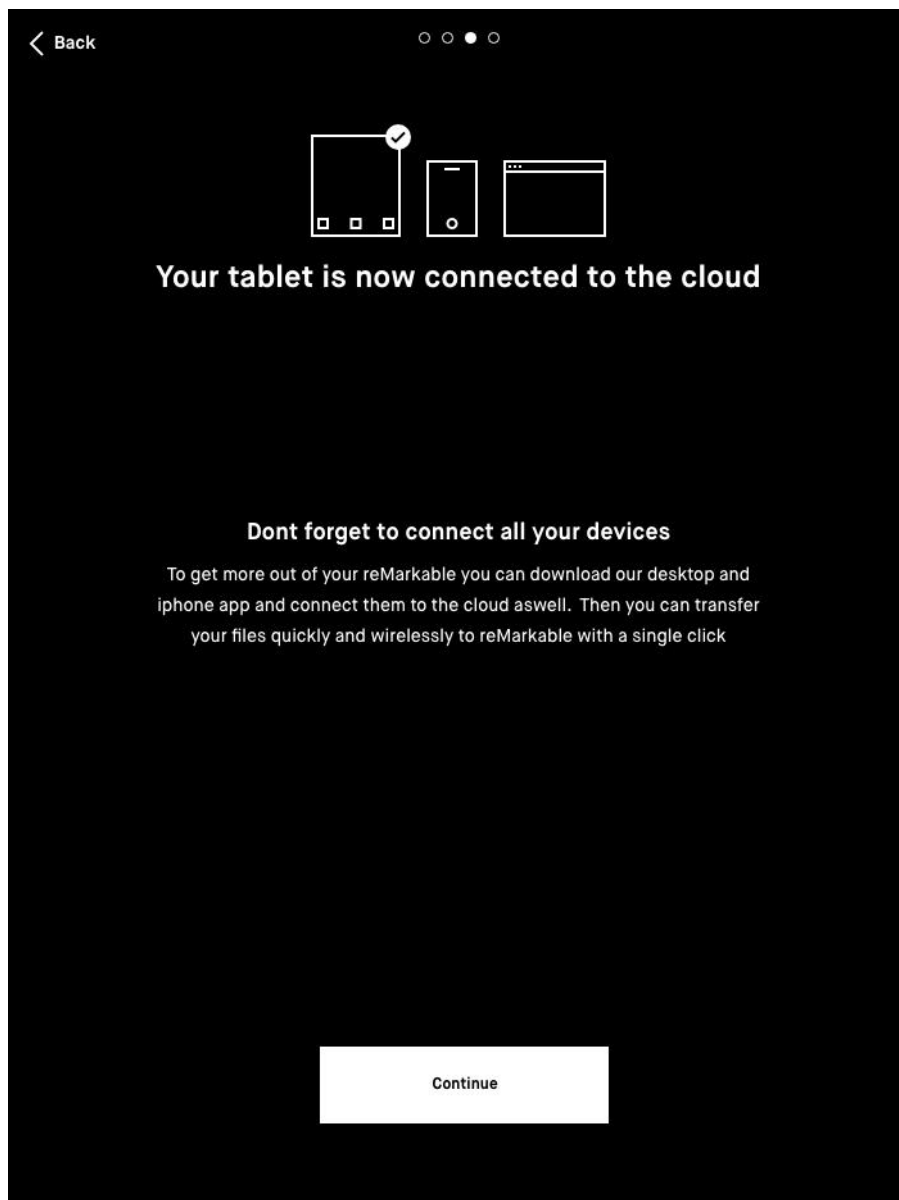 Back
Your tablet is now connected to the cloud
Dont forget to connect all your devices
To get more out of your reMarkable you can download our desktop and
iphone app and connect them to the cloud aswell.  Then you can transfer
your files quickly and wirelessly to reMarkable with a single click
Continue